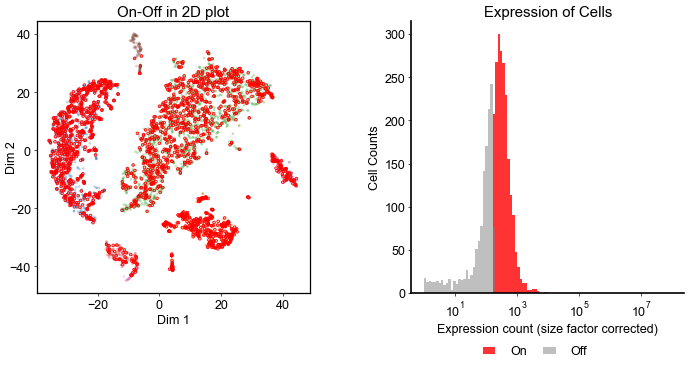 On-Off in 2D plot
40
20
0
−20
−40
Dim 2
−20
0
20
40
Dim 1
Expression of Cells
300
250
200
150
100
50
0
Cell Counts
10^1
10^3
10^5
10^7
Expression count (size factor corrected)
On
Off